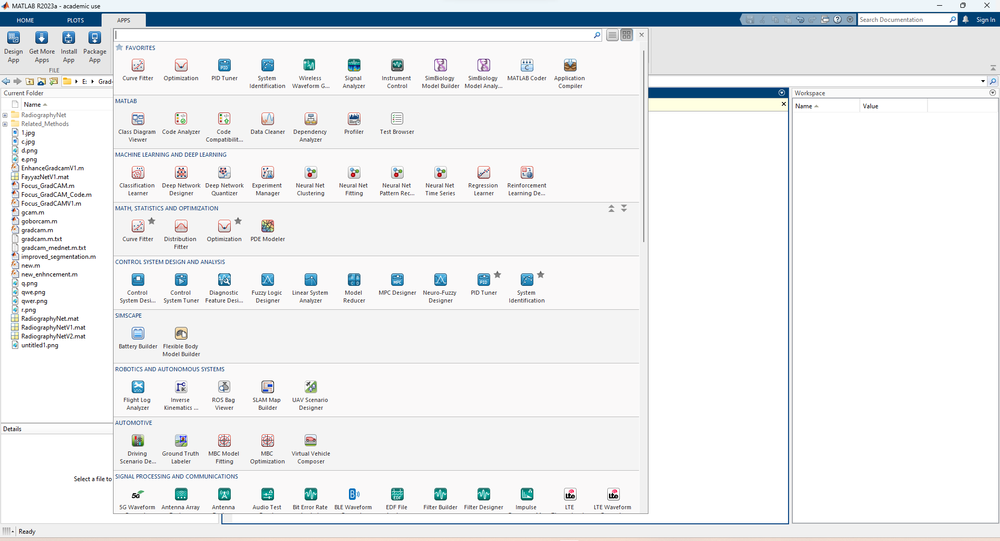 MATLAB R2023a - academic use
HOME
PLOTS
APPS
Search Documentation
Sign In
Design App
Get More Apps
Install App
Package App
FILE
E: Grad-
Current Folder
Name
RadiographyNet
Related_Methods
1.jpg
c.jpg
d.png
e.png
EnhanceGradcamV1.m
FayyazNetV1.mat
Focus_GradCAM.m
Focus_GradCAM_Code.m
Focus_GradCAMV1.m
gcam.m
goborcam.m
gradcam.m
gradcam.m.txt
gradcam_mednet.m.txt
improved_segmentation.m
new.m
new_enhncement.m
q.png
qwe.png
qwer.png
r.png
RadiographyNet.mat
RadiographyNetV1.mat
RadiographyNetV2.mat
untitled1.png
Details
Select a file to
FAVORITES
Curve Fitter
Optimization
PID
PID Tuner
System Identification
Wireless Waveform G...
Signal Analyzer
Instrument Control
SimBiology Model Builder
SimBiology Model Analy...
C
MATLAB Coder
Application Compiler
MATLAB
Class Diagram Viewer
Code Analyzer
Code Compatibilit...
Data Cleaner
Dependency Analyzer
Profiler
Test Browser
MACHINE LEARNING AND DEEP LEARNING
Classification Learner
Deep Network Designer
Deep Network Quantizer
Experiment Manager
Neural Net Clustering
Neural Net Fitting
Neural Net Pattern Rec...
Neural Net Time Series
Regression Learner
Reinforcement Learning De...
MATH, STATISTICS AND OPTIMIZATION
Curve Fitter
Distribution Fitter
Optimization
PDE Modeler
CONTROL SYSTEM DESIGN AND ANALYSIS
Control System Desi...
Control System Tuner
Diagnostic Feature Desi...
Fuzzy Logic Designer
Linear System Analyzer
A B
C D
Model Reducer
MPC
MPC Designer
Neuro-Fuzzy Designer
PID
PID Tuner
System Identification
SIMSCAPE
Battery Builder
Flexible Body Model Builder
ROBOTICS AND AUTONOMOUS SYSTEMS
Flight Log Analyzer
IK
Inverse Kinematics ...
ROS Bag Viewer
SLAM Map Builder
UAV Scenario Designer
AUTOMOTIVE
Driving Scenario De...
Ground Truth Labeler
MBC Model Fitting
MBC Optimization
Virtual Vehicle Composer
SIGNAL PROCESSING AND COMMUNICATIONS
5G
5G Waveform
Antenna Array
Antenna
Audio Test
Bit Error Rate
B
BLE Waveform
EDF
EDF File
Filter Builder
Filter Designer
Impulse
Lte
LTE
Lte
LTE Waveform
Workspace
Name
Value
Ready